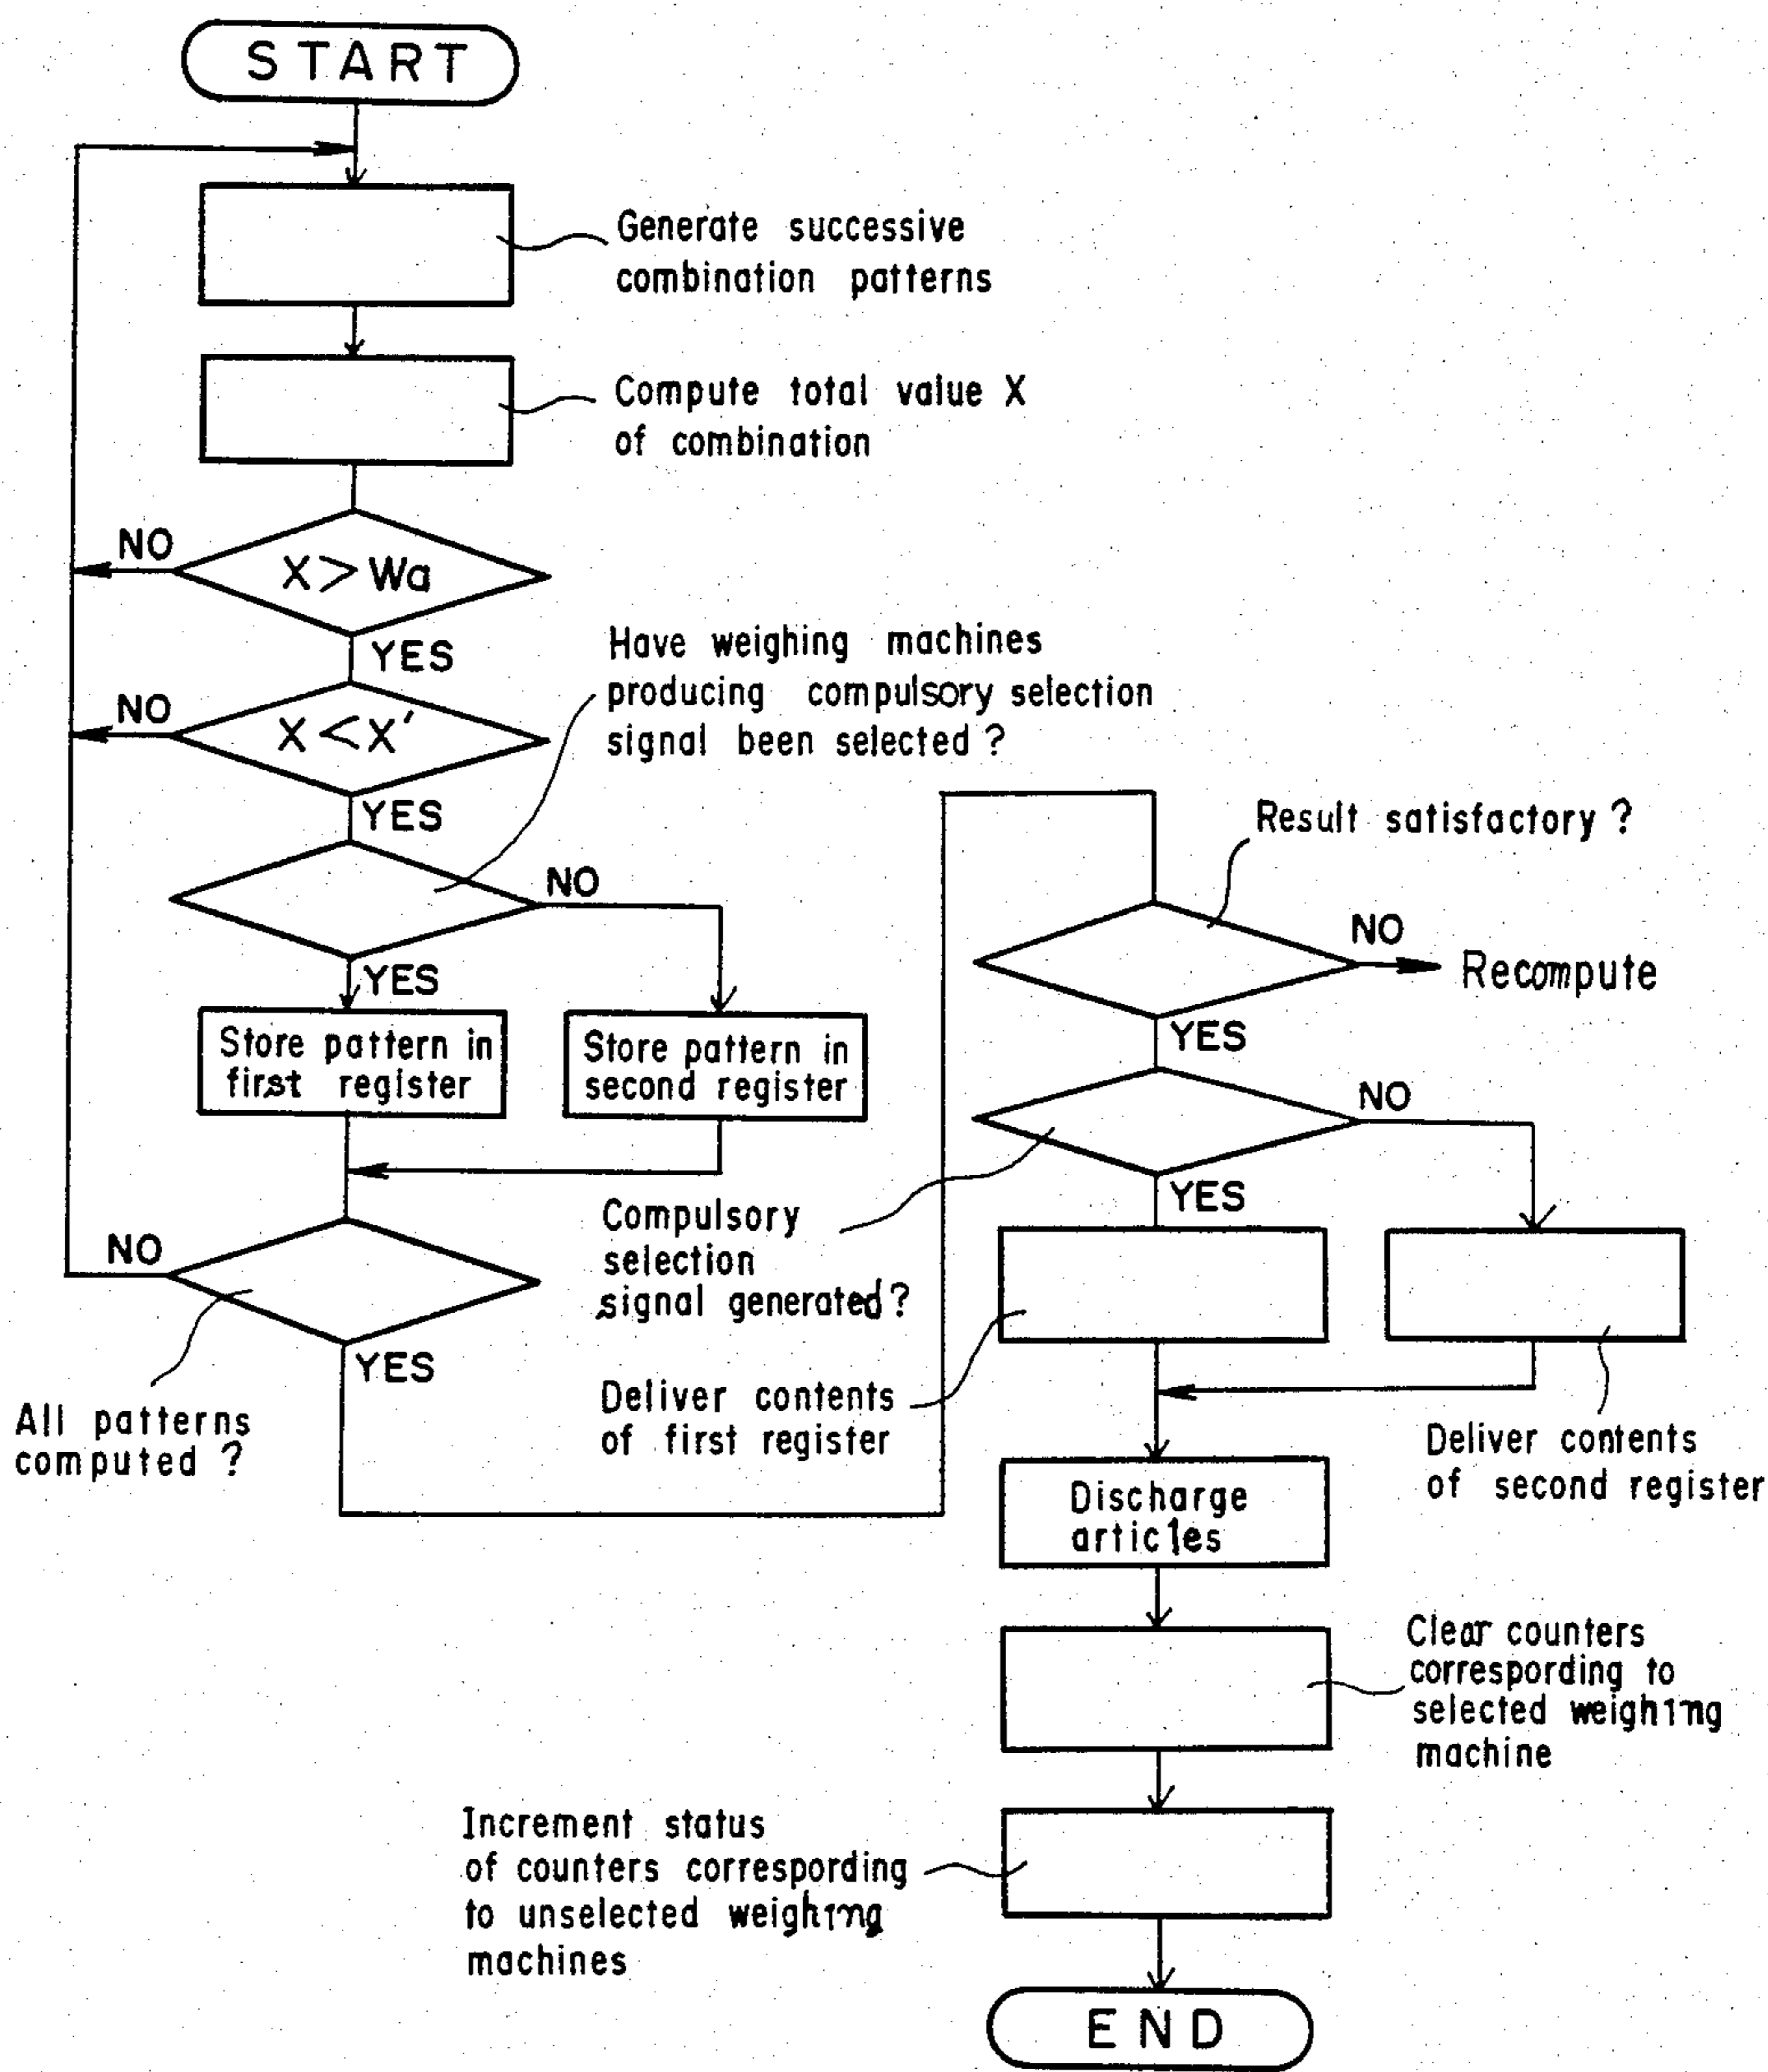 START
Generate successive
combination patterns
Compute total value X
of combination
NO
X > Wa
YES
Have weighing machines
producing compulsory selection
signal been selected ?
NO
X < X'
YES
NO
YES
Store pattern in
first register
Store pattern in
second register
NO
YES
All patterns
computed ?
Result satisfactory ?
NO
Recompute
YES
NO
Compulsory
selection
signal generated ?
YES
Deliver contents
of first register
Deliver contents
of second register
Discharge
articles
Clear counters
correspording to
selected weighing
machine
Increment status
of counters corresponding
to unselected weighing
machines
END